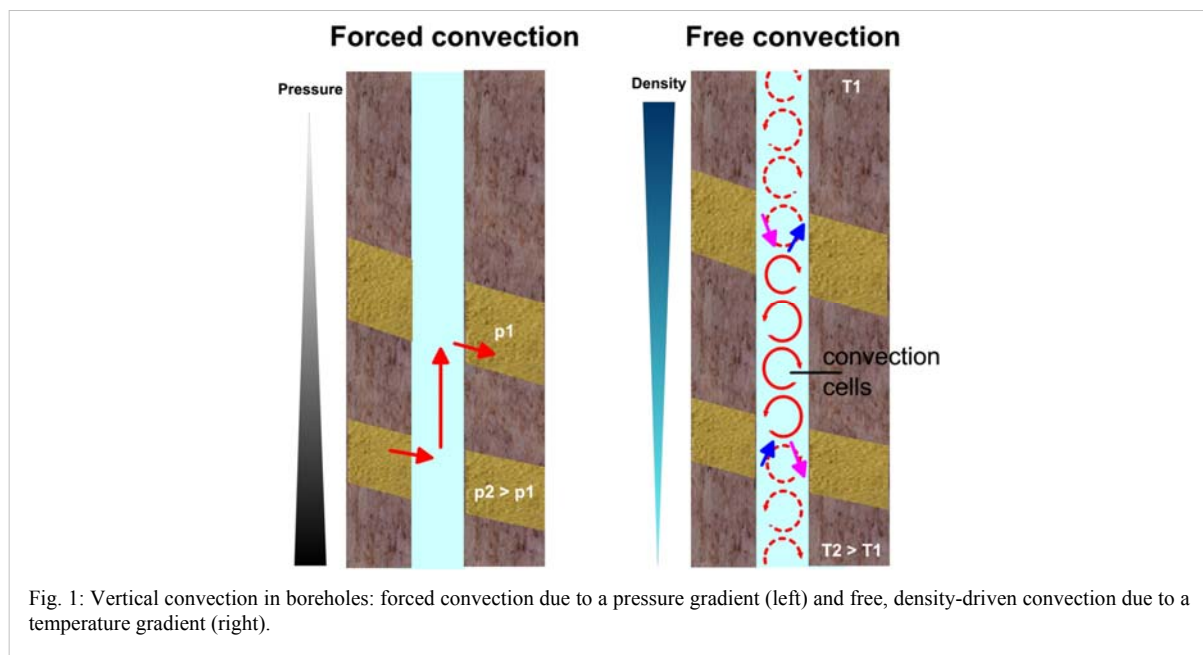 Forced convection
Free convection
Pressure
Density
T1
p1
convection
cells
p2 > p1
T2 > T1
Fig. 1: Vertical convection in boreholes: forced convection due to a pressure gradient (left) and free, density-driven convection due to a
temperature gradient (right).